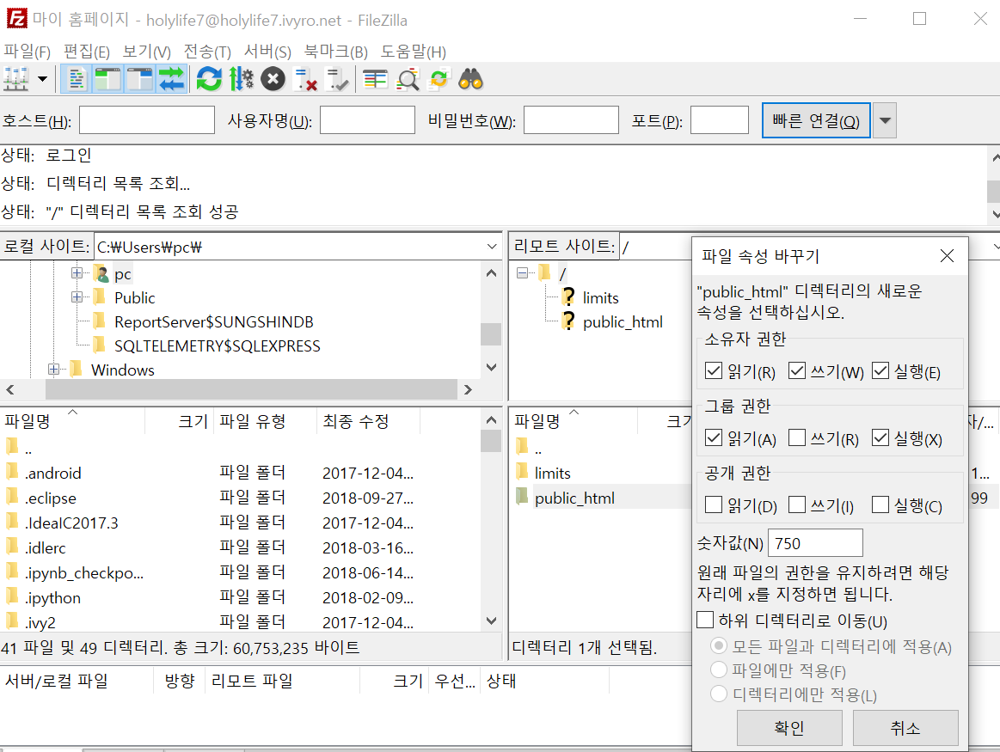 마이 홈페이지 - holylife7@holylife7.ivyro.net - FileZilla
파일(F) 편집(E) 보기(V) 전송(T) 서버(S) 북마크(B) 도움말(H)
호스트(H): 사용자명(U): 비밀번호(W): 포트(P): 빠른 연결(Q)
상태: 로그인
상태: 디렉터리 목록 조회...
상태: "/" 디렉터리 목록 조회 성공
로컬 사이트: C:₩Users₩pc₩
pc
Public
ReportServer$SUNGSHINDB
SQLTELEMETRY$SQLEXPRESS
Windows
리모트 사이트: /
/
limits
public_html
파일명 크기 파일 유형 최종 수정
..
.android 파일 폴더 2017-12-04...
.eclipse 파일 폴더 2018-09-27...
.IdeaIC2017.3 파일 폴더 2017-12-04...
.idlerc 파일 폴더 2018-03-16...
.ipynb_checkpo... 파일 폴더 2018-06-14...
.ipython 파일 폴더 2018-02-09...
.ivy2 파일 폴더 2017-12-04...
41 파일 및 49 디렉터리. 총 크기: 60,753,235 바이트
파일명
..
limits 1...
public_html 99
디렉터리 1개 선택됨.
파일 속성 바꾸기
"public_html" 디렉터리의 새로운
속성을 선택하십시오.
소유자 권한
읽기(R) 쓰기(W) 실행(E)
그룹 권한
읽기(A) 쓰기(R) 실행(X)
공개 권한
읽기(D) 쓰기(I) 실행(C)
숫자값(N) 750
원래 파일의 권한을 유지하려면 해당
자리에 x를 지정하면 됩니다.
하위 디렉터리로 이동(U)
모든 파일과 디렉터리에 적용(A)
파일에만 적용(F)
디렉터리에만 적용(L)
확인 취소
서버/로컬 파일 방향 리모트 파일 크기 우선... 상태